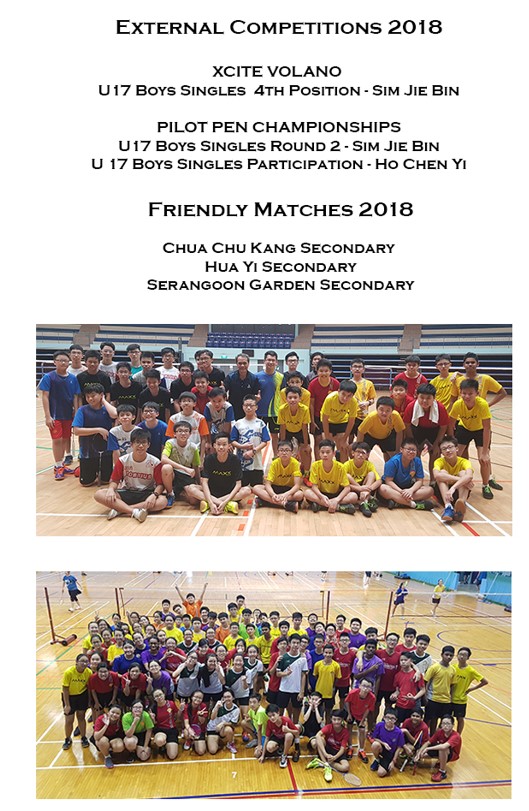 External Competitions 2018
XCITE VOLANO
U17 Boys Singles 4th Position - Sim Jie Bin
PILOT PEN CHAMPIONSHIPS
U17 Boys Singles Round 2 - Sim Jie Bin
U 17 Boys Singles Participation - Ho Chen Yi
Friendly Matches 2018
Chua Chu Kang Secondary
Hua Yi Secondary
Serangoon Garden Secondary